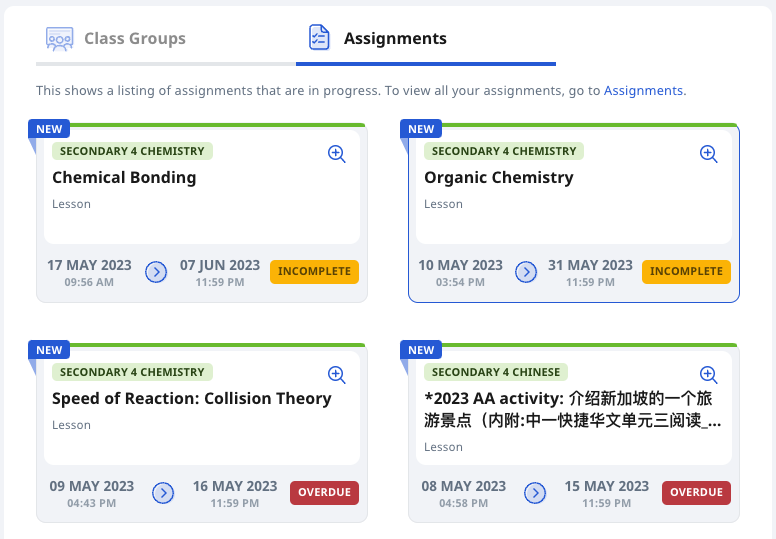 Class Groups
Assignments
This shows a listing of assignments that are in progress. To view all your assignments, go to Assignments.
NEW
SECONDARY 4 CHEMISTRY
Chemical Bonding
Lesson
17 MAY 2023
09:56 AM
07 JUN 2023
11:59 PM
INCOMPLETE
NEW
SECONDARY 4 CHEMISTRY
Organic Chemistry
Lesson
10 MAY 2023
03:54 PM
31 MAY 2023
11:59 PM
INCOMPLETE
NEW
SECONDARY 4 CHEMISTRY
Speed of Reaction: Collision Theory
Lesson
09 MAY 2023
04:43 PM
16 MAY 2023
11:59 PM
OVERDUE
NEW
SECONDARY 4 CHINESE
*2023 AA activity: 介绍新加坡的一个旅
游景点（内附:中一快捷华文单元三阅读_...
Lesson
08 MAY 2023
04:58 PM
15 MAY 2023
11:59 PM
OVERDUE